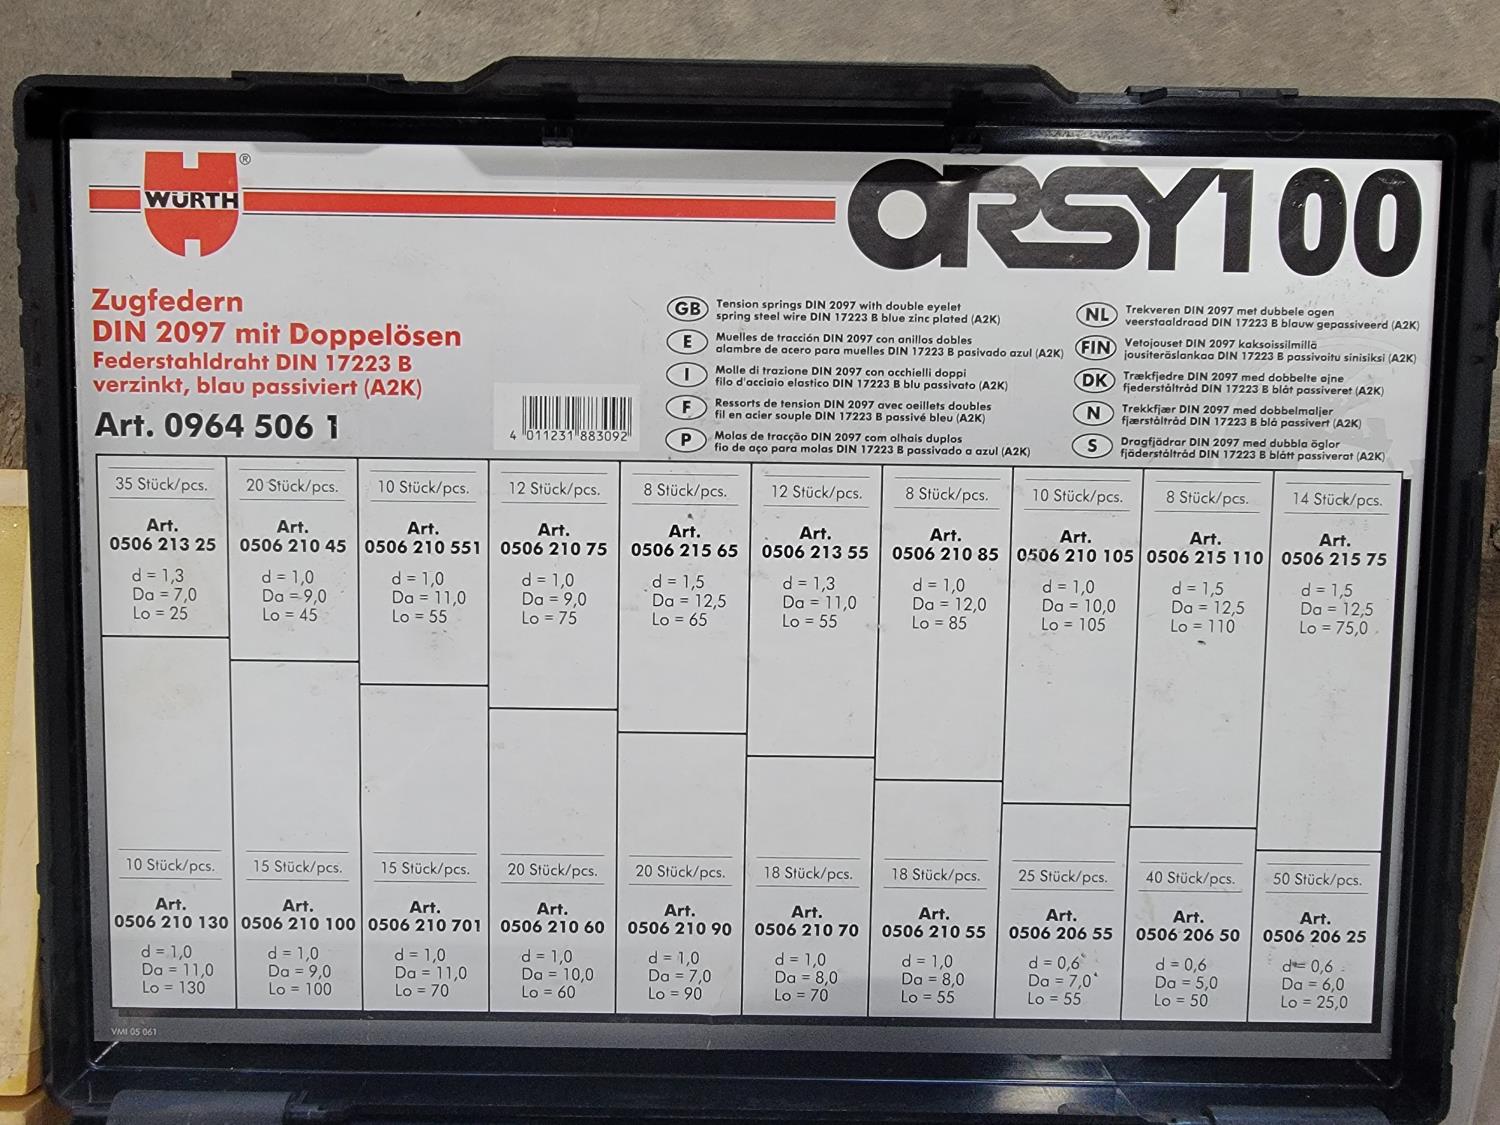 WÜRTH®
ORSY100
Zugfedern
DIN 2097 mit Doppelösen
Federstahldraht DIN 17223 B
verzinkt, blau passiviert (A2K)
Art. 0964 506 1
4 011231 883092
GB Tension springs DIN 2097 with double eyelet
spring steel wire DIN 17223 B blue zinc plated (A2K)
E Muelles de tracción DIN 2097 con anillos dobles
alambre de acero para muelles DIN 17223 B pasivado azul (A2K)
I Molle di trazione DIN 2097 con occhielli doppi
filo d'acciaio elastico DIN 17223 B blu passivato (A2K)
F Ressorts de tension DIN 2097 avec oeillets doubles
fil en acier souple DIN 17223 B passivé bleu (A2K)
P Molas de tracção DIN 2097 com olhais duplos
fio de aço para molas DIN 17223 B passivado a azul (A2K)
NL Trekveren DIN 2097 met dubbele ogen
veerstaaldraad DIN 17223 B blauw gepassiveerd (A2K)
FIN Vetojouset DIN 2097 kaksoissilmillä
jousiteräslankaa DIN 17223 B passivoitu sinisiksi (A2K)
DK Trækfjedre DIN 2097 med dobbelte øjne
fjederståltråd DIN 17223 B blåt passiveret (A2K)
N Trekkfjær DIN 2097 med dobbelmaljer
fjærståltråd DIN 17223 B blå passivert (A2K)
S Dragfjädrar DIN 2097 med dubbla öglor
fjäderståltråd DIN 17223 B blått passiverat (A2K)
35 Stück/pcs.
Art.
0506 213 25
d = 1,3
Da = 7,0
Lo = 25
20 Stück/pcs.
Art.
0506 210 45
d = 1,0
Da = 9,0
Lo = 45
10 Stück/pcs.
Art.
0506 210 551
d = 1,0
Da = 11,0
Lo = 55
12 Stück/pcs.
Art.
0506 210 75
d = 1,0
Da = 9,0
Lo = 75
8 Stück/pcs.
Art.
0506 215 65
d = 1,5
Da = 12,5
Lo = 65
12 Stück/pcs.
Art.
0506 213 55
d = 1,3
Da = 11,0
Lo = 55
8 Stück/pcs.
Art.
0506 210 85
d = 1,0
Da = 12,0
Lo = 85
10 Stück/pcs.
Art.
0506 210 105
d = 1,0
Da = 10,0
Lo = 105
8 Stück/pcs.
Art.
0506 215 110
d = 1,5
Da = 12,5
Lo = 110
14 Stück/pcs.
Art.
0506 215 75
d = 1,5
Da = 12,5
Lo = 75,0
10 Stück/pcs.
Art.
0506 210 130
d = 1,0
Da = 11,0
Lo = 130
15 Stück/pcs.
Art.
0506 210 100
d = 1,0
Da = 9,0
Lo = 100
15 Stück/pcs.
Art.
0506 210 701
d = 1,0
Da = 11,0
Lo = 70
20 Stück/pcs.
Art.
0506 210 60
d = 1,0
Da = 10,0
Lo = 60
20 Stück/pcs.
Art.
0506 210 90
d = 1,0
Da = 7,0
Lo = 90
18 Stück/pcs.
Art.
0506 210 70
d = 1,0
Da = 8,0
Lo = 70
18 Stück/pcs.
Art.
0506 210 55
d = 1,0
Da = 8,0
Lo = 55
25 Stück/pcs.
Art.
0506 206 55
d = 0,6
Da = 7,0
Lo = 55
40 Stück/pcs.
Art.
0506 206 50
d = 0,6
Da = 5,0
Lo = 50
50 Stück/pcs.
Art.
0506 206 25
d = 0,6
Da = 6,0
Lo = 25,0
VMI 05 061